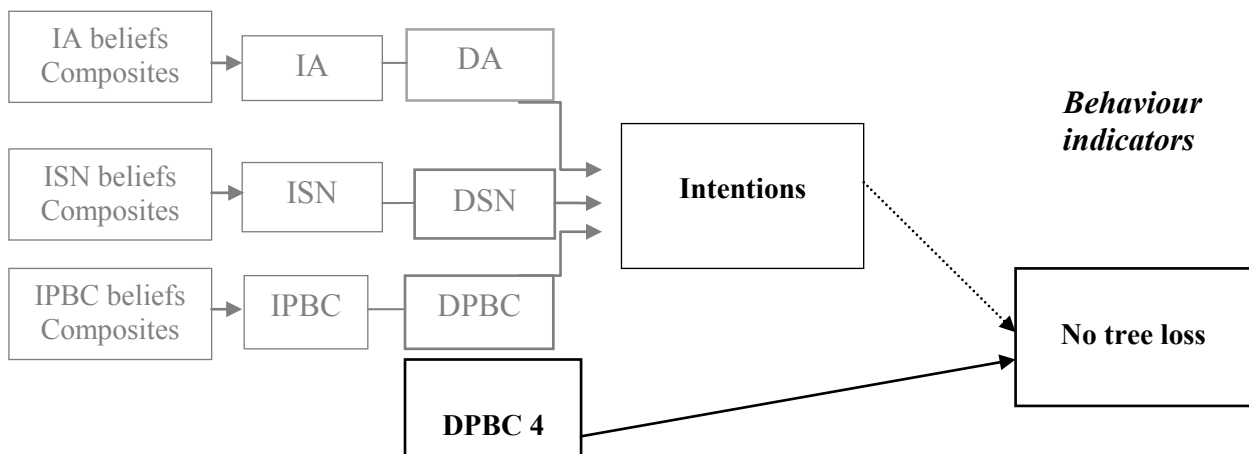 IA beliefs
Composites
IA
DA
Behaviour
indicators
ISN beliefs
Composites
ISN
DSN
Intentions
IPBC beliefs
Composites
IPBC
DPBC
No tree loss
DPBC 4